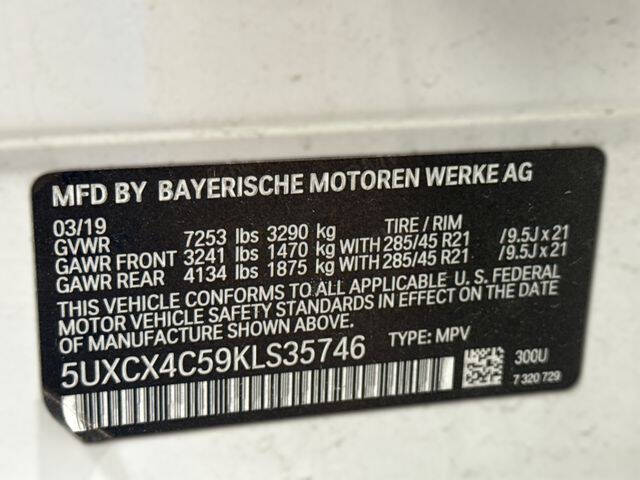 MFD BY BAYERISCHE MOTOREN WERKE AG
03/19 TIRE / RIM
GVWR 7253 lbs 3290 kg
GAWR FRONT 3241 lbs 1470 kg WITH 285/45 R21 /9.5J x 21
GAWR REAR 4134 lbs 1875 kg WITH 285/45 R21 /9.5J x 21
THIS VEHICLE CONFORMS TO ALL APPLICABLE U. S. FEDERAL
MOTOR VEHICLE SAFETY STANDARDS IN EFFECT ON THE DATE
OF MANUFACTURE SHOWN ABOVE.
5UXCX4C59KLS35746 TYPE: MPV
300U
7 320 729